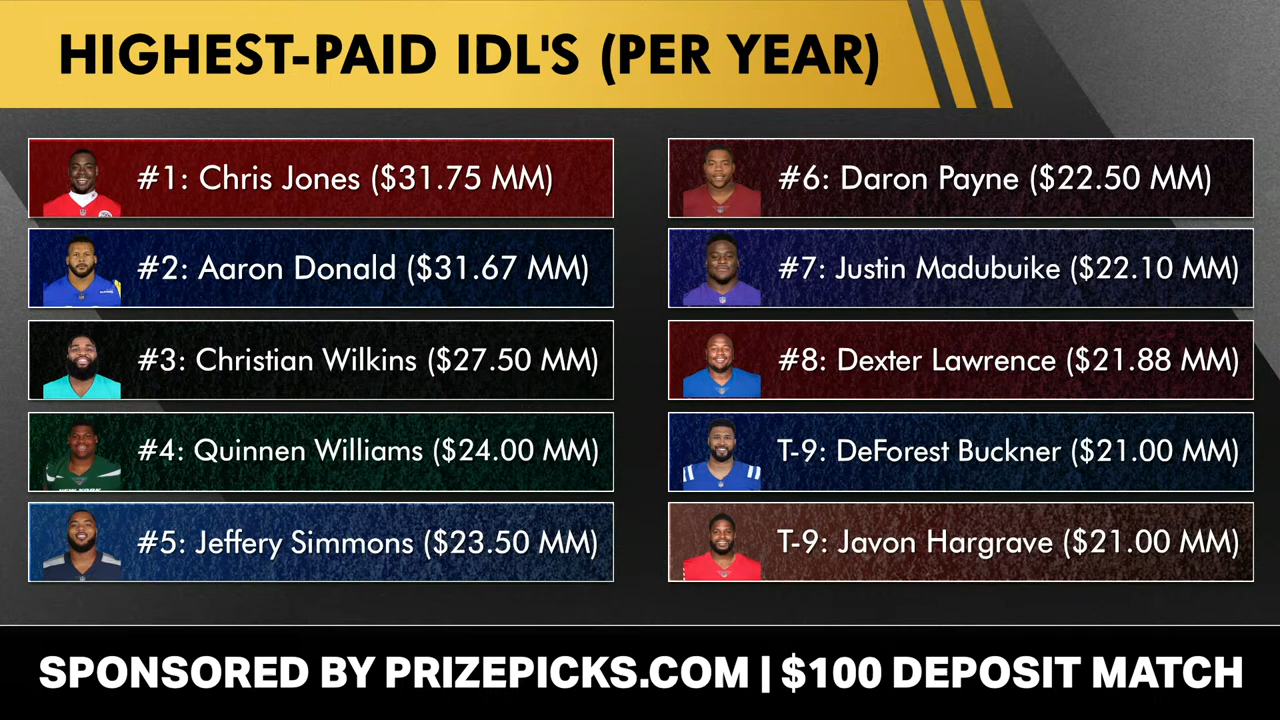 HIGHEST-PAID IDL'S (PER YEAR)
#1: Chris Jones ($31.75 MM)
#2: Aaron Donald ($31.67 MM)
#3: Christian Wilkins ($27.50 MM)
#4: Quinnen Williams ($24.00 MM)
#5: Jeffery Simmons ($23.50 MM)
#6: Daron Payne ($22.50 MM)
#7: Justin Madubuike ($22.10 MM)
#8: Dexter Lawrence ($21.88 MM)
T-9: DeForest Buckner ($21.00 MM)
T-9: Javon Hargrave ($21.00 MM)
SPONSORED BY PRIZEPICKS.COM | $100 DEPOSIT MATCH